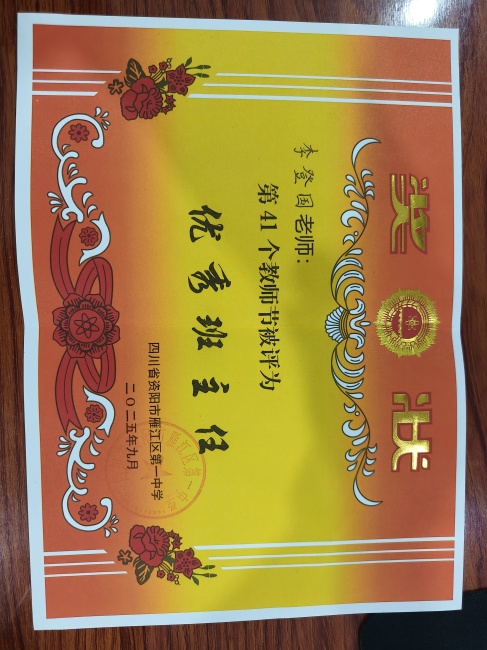 奖状
李登国老师：
第41个教师节被评为
优秀班主任
四川省资阳市雁江区第一中学
二〇二五年九月